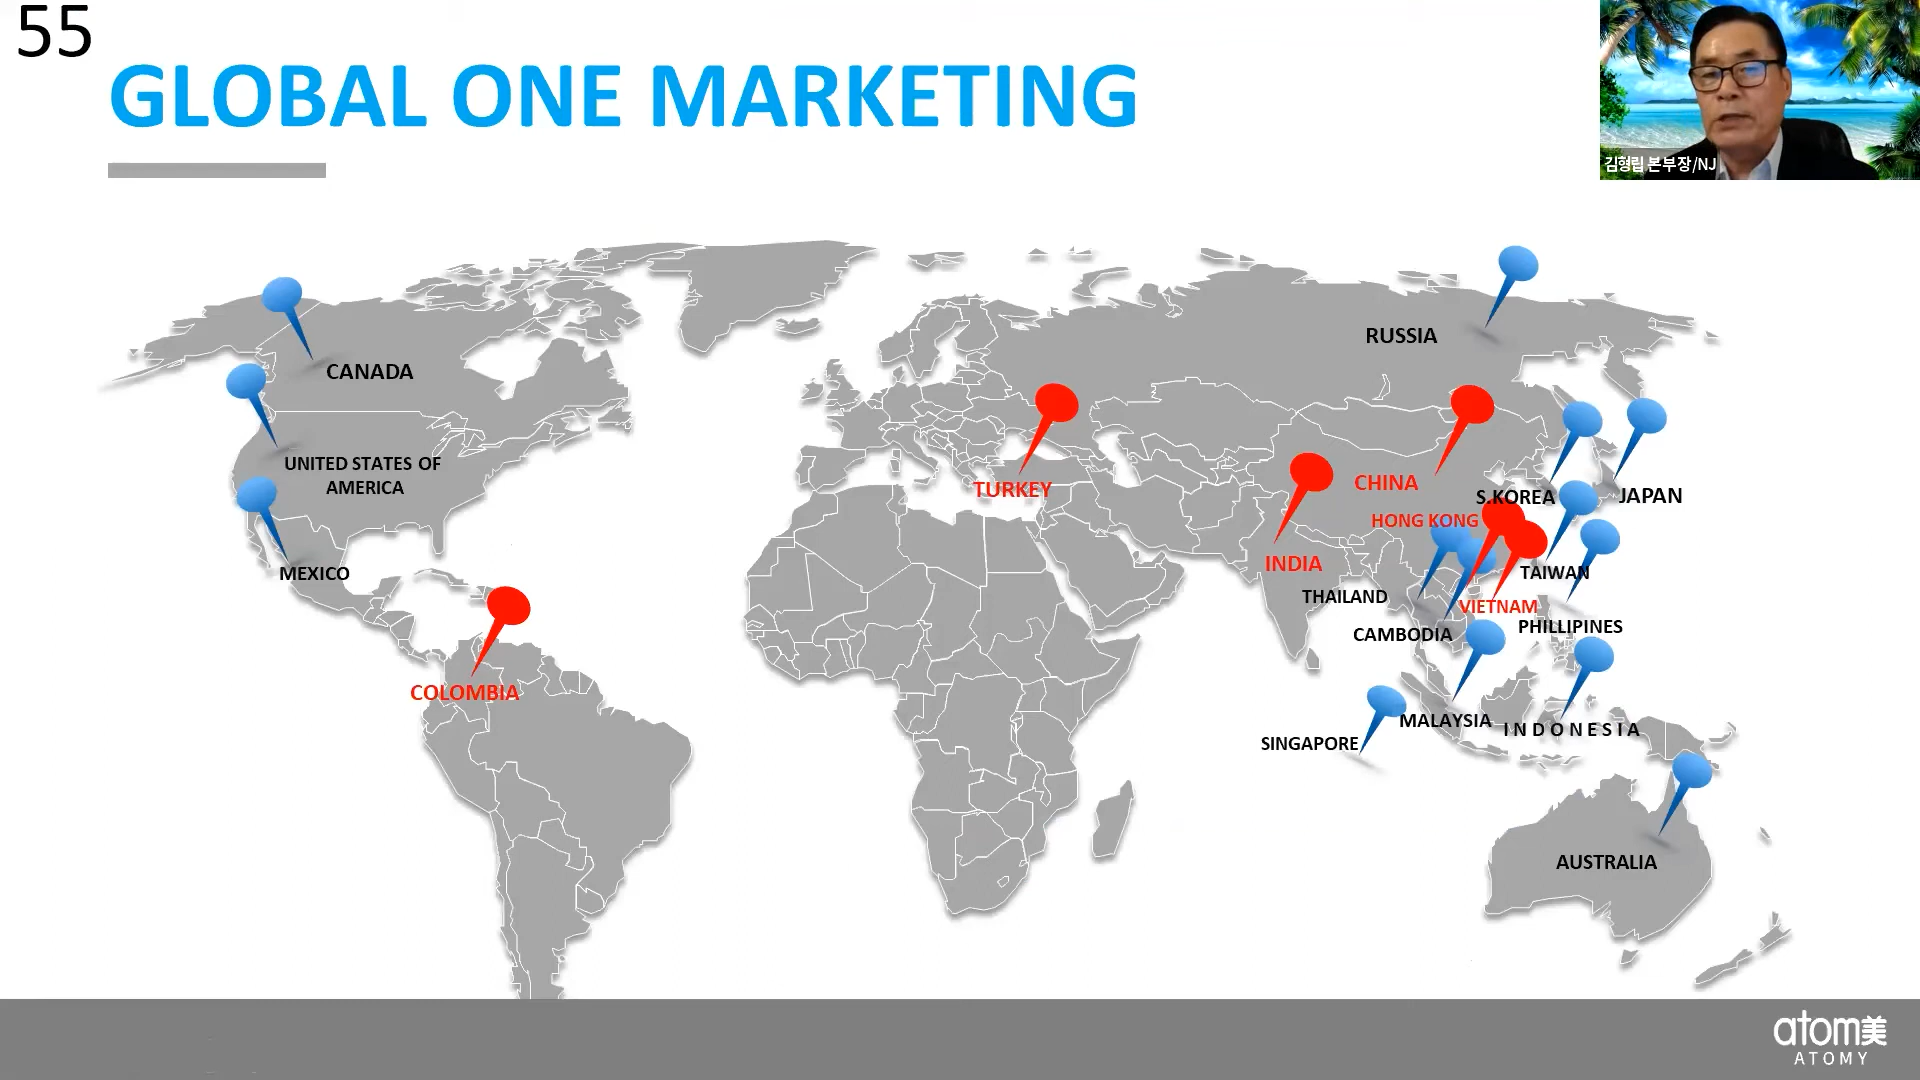 55
GLOBAL ONE MARKETING
김형립 본부장/NJ
RUSSIA
CANADA
UNITED STATES OF
AMERICA
TURKEY
CHINA
S.KOREA
JAPAN
HONG KONG
INDIA
MEXICO
TAIWAN
THAILAND
VIETNAM
PHILLIPINES
CAMBODIA
COLOMBIA
MALAYSIA
INDONESIA
SINGAPORE
AUSTRALIA
atom美
ATOMY